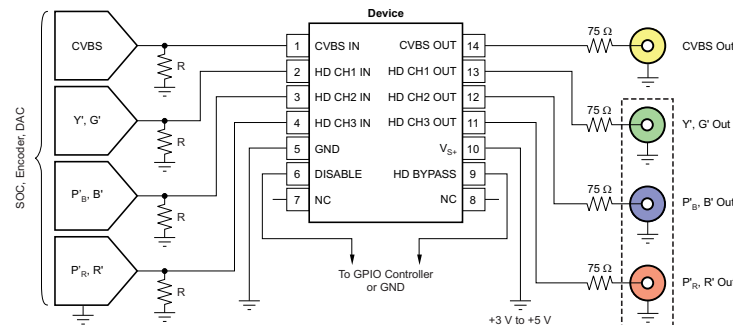 Device
SOC, Encoder, DAC
CVBS
R
Y', G'
R
P'B, B'
R
P'R, R'
R
1 CVBS IN CVBS OUT 14
2 HD CH1 IN HD CH1 OUT 13
3 HD CH2 IN HD CH2 OUT 12
4 HD CH3 IN HD CH3 OUT 11
5 GND VS+ 10
6 DISABLE HD BYPASS 9
7 NC NC 8
To GPIO Controller
or GND
+3 V to +5 V
75 Ω
CVBS Out
75 Ω
Y', G' Out
75 Ω
P'B, B' Out
75 Ω
P'R, R' Out